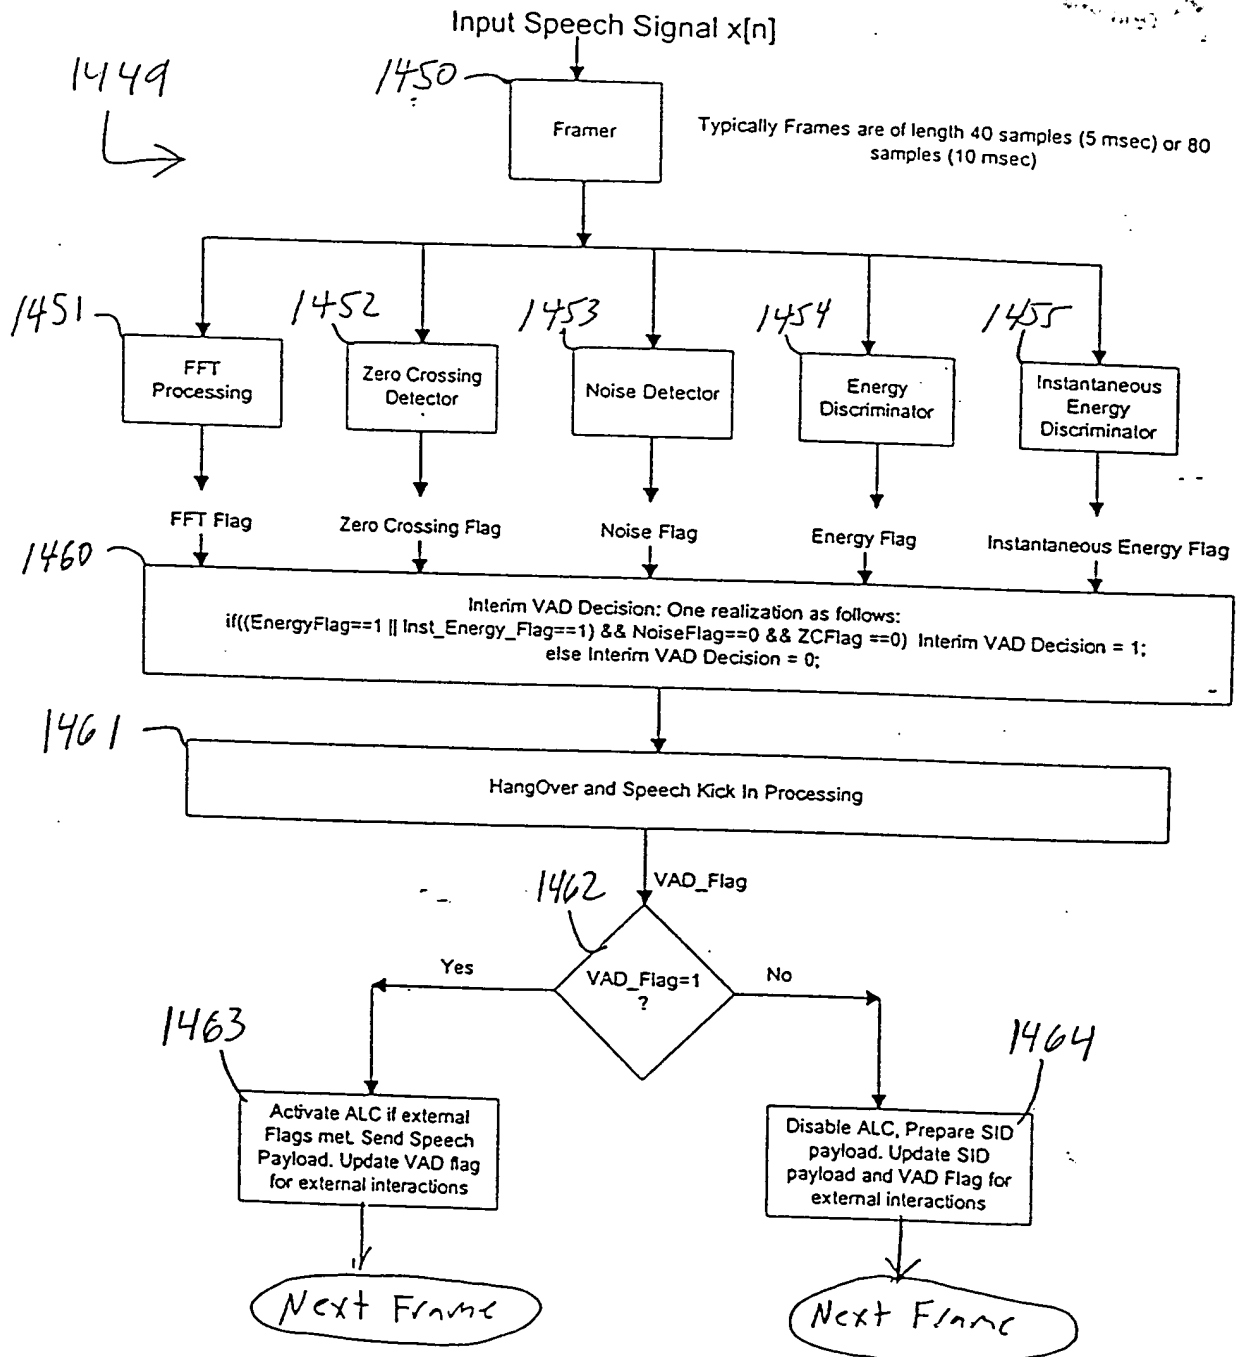 Input Speech Signal x[n]
1449
1450
Framer
Typically Frames are of length 40 samples (5 msec) or 80
samples (10 msec)
1451
1452
1453
1454
1455
FFT
Processing
Zero Crossing
Detector
Noise Detector
Energy
Discriminator
Instantaneous
Energy
Discriminator
FFT Flag
Zero Crossing Flag
Noise Flag
Energy Flag
Instantaneous Energy Flag
1460
Interim VAD Decision: One realization as follows:
if((EnergyFlag==1 || Inst_Energy_Flag==1) && NoiseFlag==0 && ZCFlag ==0) Interim VAD Decision = 1;
else Interim VAD Decision = 0;
1461
HangOver and Speech Kick In Processing
1462
VAD_Flag
VAD_Flag=1
?
Yes
No
1463
1464
Activate ALC if external
Flags met. Send Speech
Payload. Update VAD flag
for external interactions
Disable ALC, Prepare SID
payload. Update SID
payload and VAD Flag for
external interactions
Next Frame
Next Frame